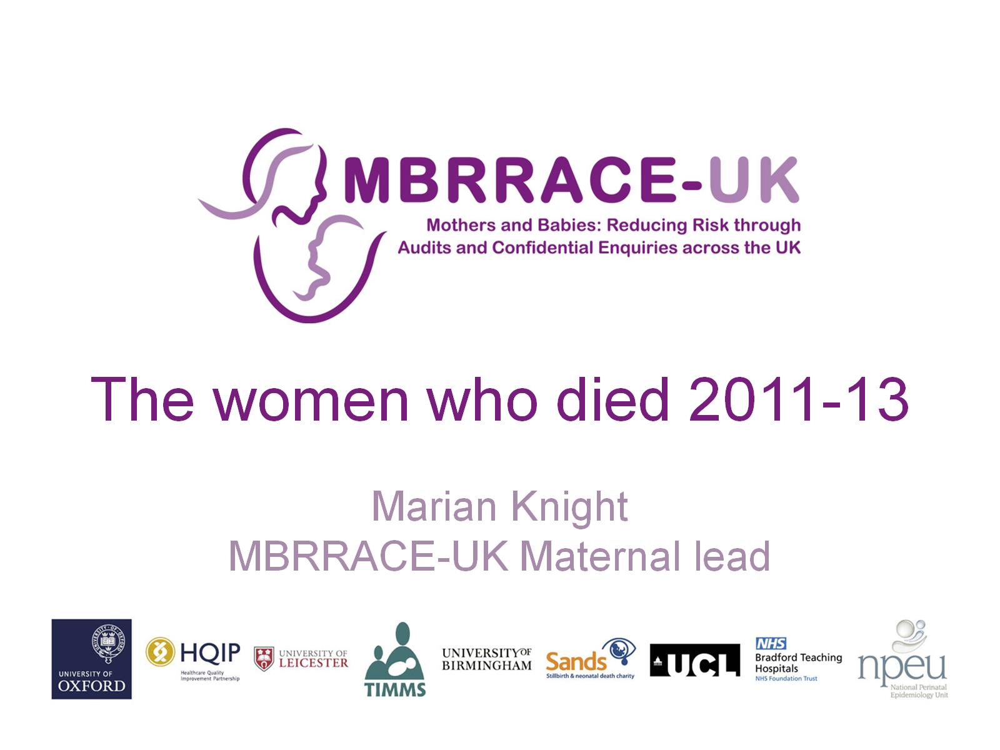 MBRRACE-UK
Mothers and Babies: Reducing Risk through
Audits and Confidential Enquiries across the UK
The women who died 2011-13
Marian Knight
MBRRACE-UK Maternal lead
UNIVERSITY OF
OXFORD
HQIP
Healthcare Quality
Improvement Partnership
UNIVERSITY OF
LEICESTER
TIMMS
UNIVERSITY OF
BIRMINGHAM
Sands
Stillbirth & neonatal death charity
UCL
NHS
Bradford Teaching
Hospitals
NHS Foundation Trust
npeu
National Perinatal
Epidemiology Unit